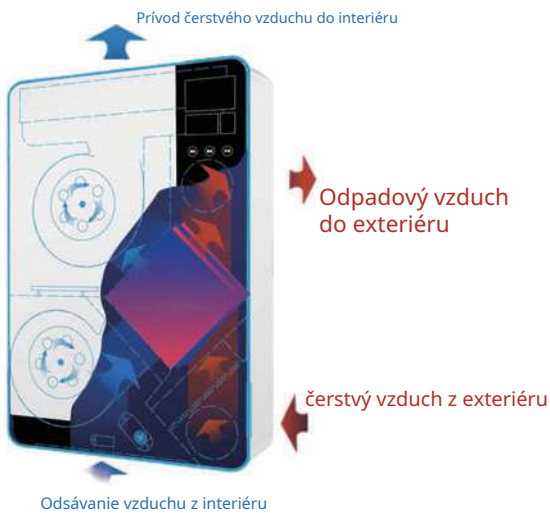 Prívod čerstvého vzduchu do interiéru
Odpadový vzduch
do exteriéru
čerstvý vzduch z exteriéru
Odsávanie vzduchu z interiéru